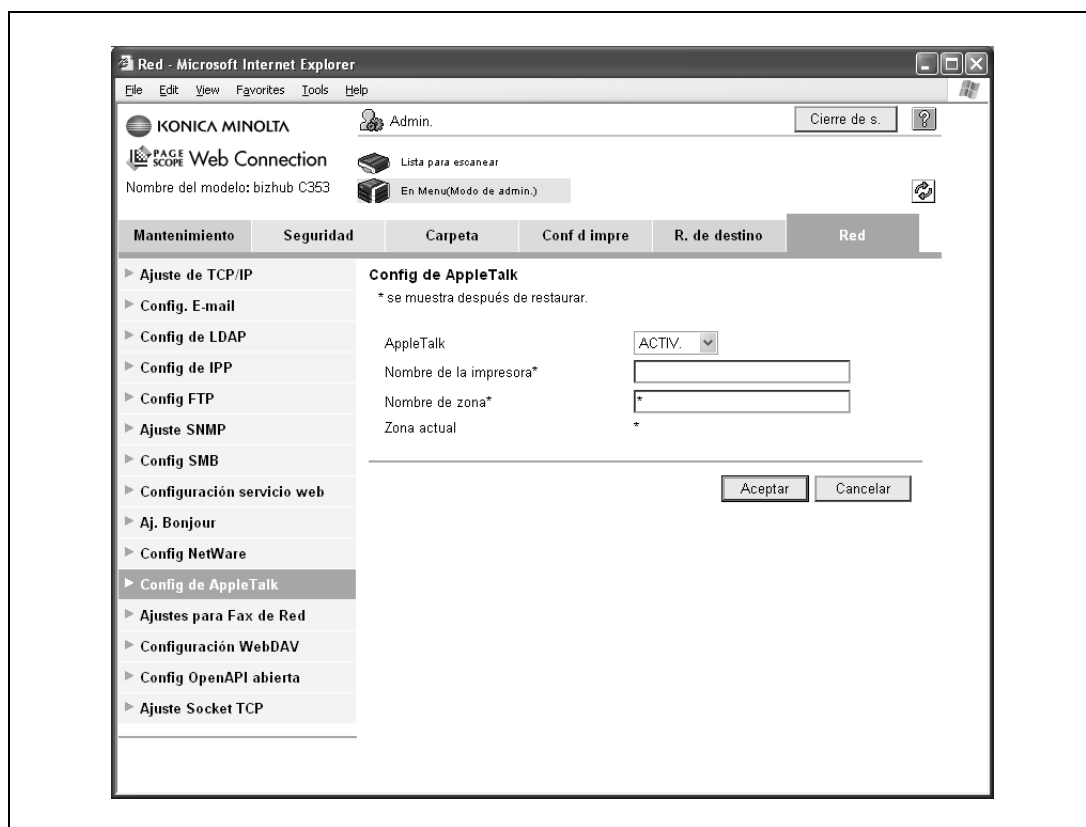 Red - Microsoft Internet Explorer
File Edit View Favorites Tools Help
KONICA MINOLTA
Admin.
Cierre de s.
?
PAGE SCOPE Web Connection
Lista para escanear
Nombre del modelo: bizhub C353
En Menu(Modo de admin.)
Mantenimiento
Seguridad
Carpeta
Conf d impre
R. de destino
Red
Ajuste de TCP/IP
Config. E-mail
Config de LDAP
Config de IPP
Config FTP
Ajuste SNMP
Config SMB
Configuración servicio web
Aj. Bonjour
Config NetWare
Config de AppleTalk
Ajustes para Fax de Red
Configuración WebDAV
Config OpenAPI abierta
Ajuste Socket TCP
Config de AppleTalk
* se muestra después de restaurar.
AppleTalk ACTIV.
Nombre de la impresora*
Nombre de zona* *
Zona actual *
Aceptar Cancelar